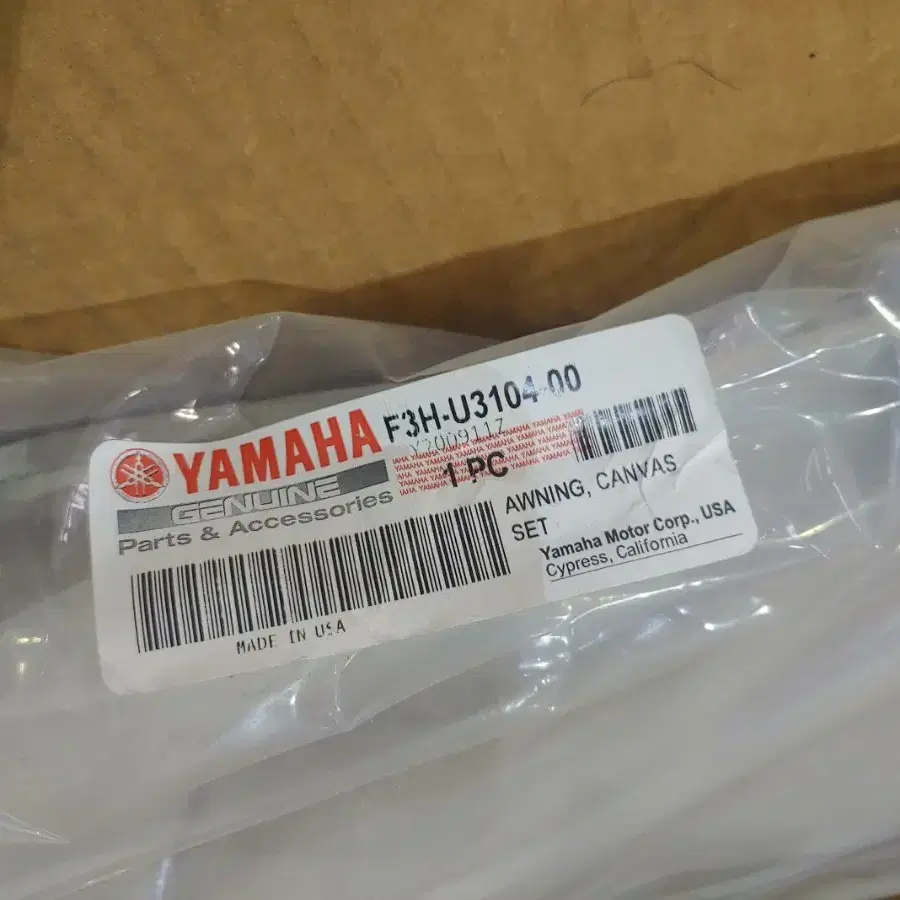 F3H-U3104-00
YAMAHA
GENUINE
Parts & Accessories
1 PC
AWNING, CANVAS
SET
Yamaha Motor Corp., USA
Cypress, California
MADE IN USA